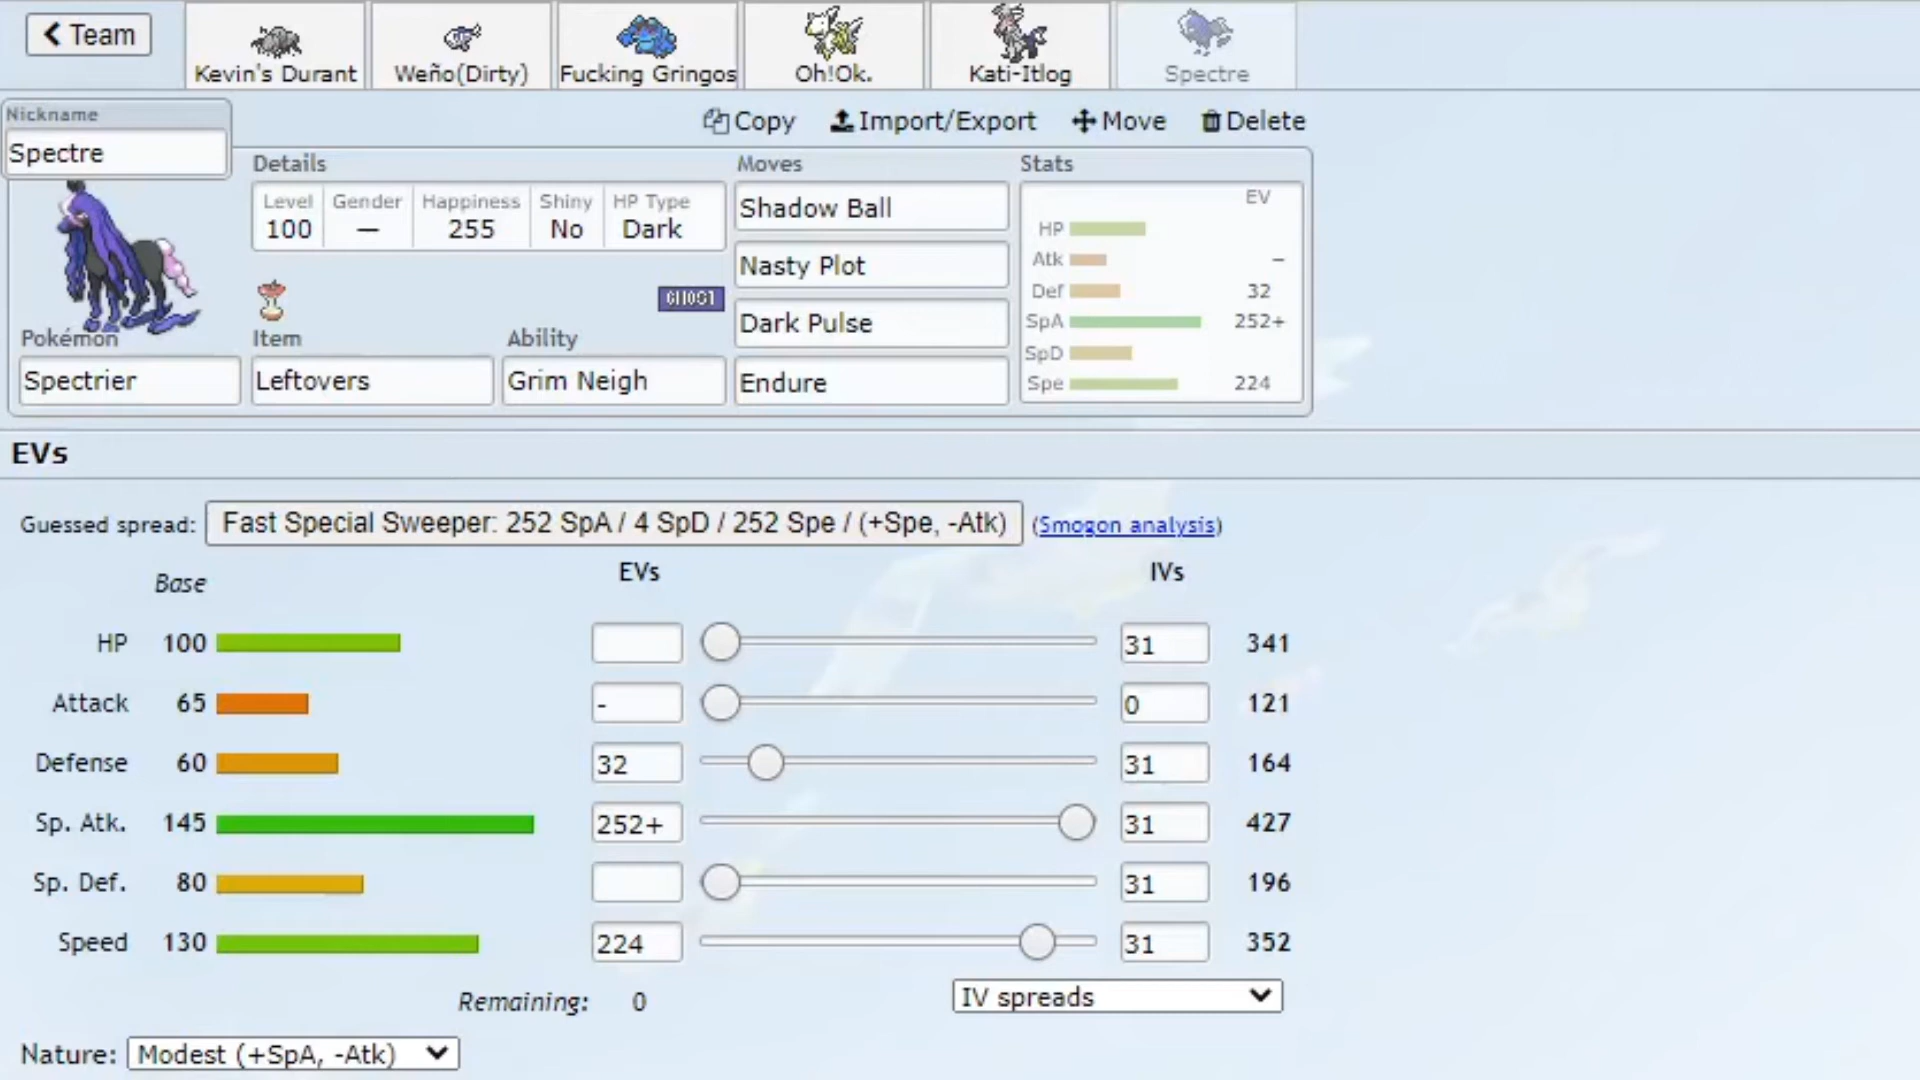 Team
Kevin's Durant
Weño(Dirty)
Fucking Gringos
Oh!Ok.
Kati-Itlog
Spectre
Copy Import/Export Move Delete
Nickname
Spectre
Details
Level Gender Happiness Shiny HP Type
100 — 255 No Dark
GHOST
Pokémon Item Ability
Spectrier Leftovers Grim Neigh
Moves
Shadow Ball
Nasty Plot
Dark Pulse
Endure
Stats
EV
HP
Atk –
Def 32
SpA 252+
SpD
Spe 224
EVs
Guessed spread: Fast Special Sweeper: 252 SpA / 4 SpD / 252 Spe / (+Spe, -Atk) (Smogon analysis)
Base EVs IVs
HP 100 31 341
Attack 65 - 0 121
Defense 60 32 31 164
Sp. Atk. 145 252+ 31 427
Sp. Def. 80 31 196
Speed 130 224 31 352
Remaining: 0 IV spreads
Nature: Modest (+SpA, -Atk)